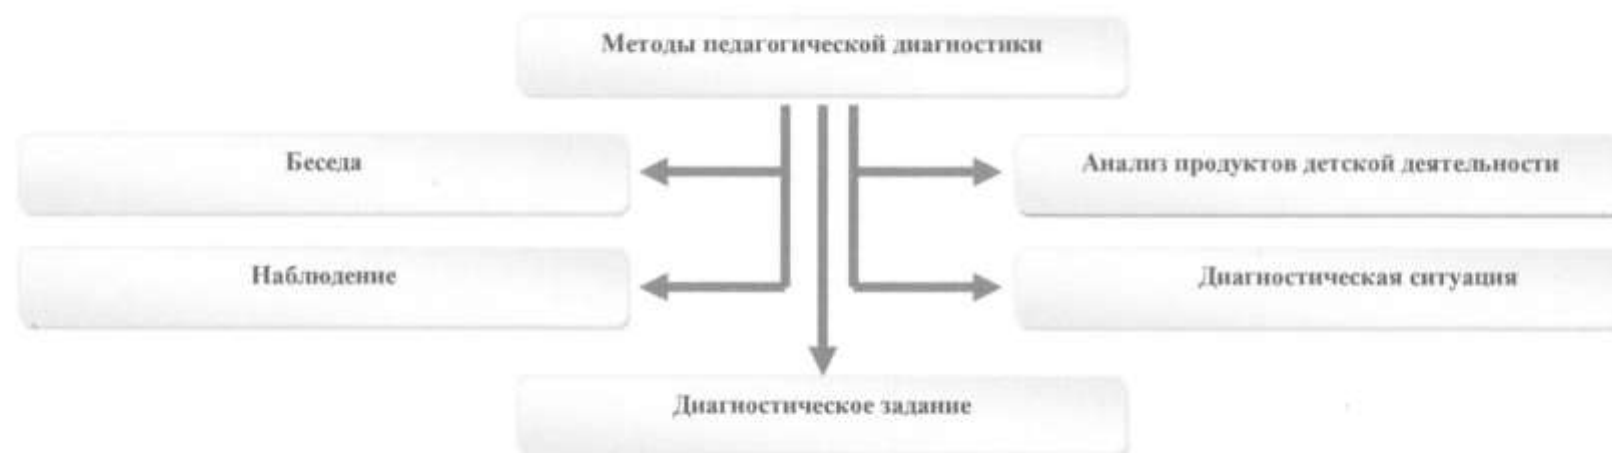 Методы педагогической диагностики
Беседа
Анализ продуктов детской деятельности
Наблюдение
Диагностическая ситуация
Диагностическое задание